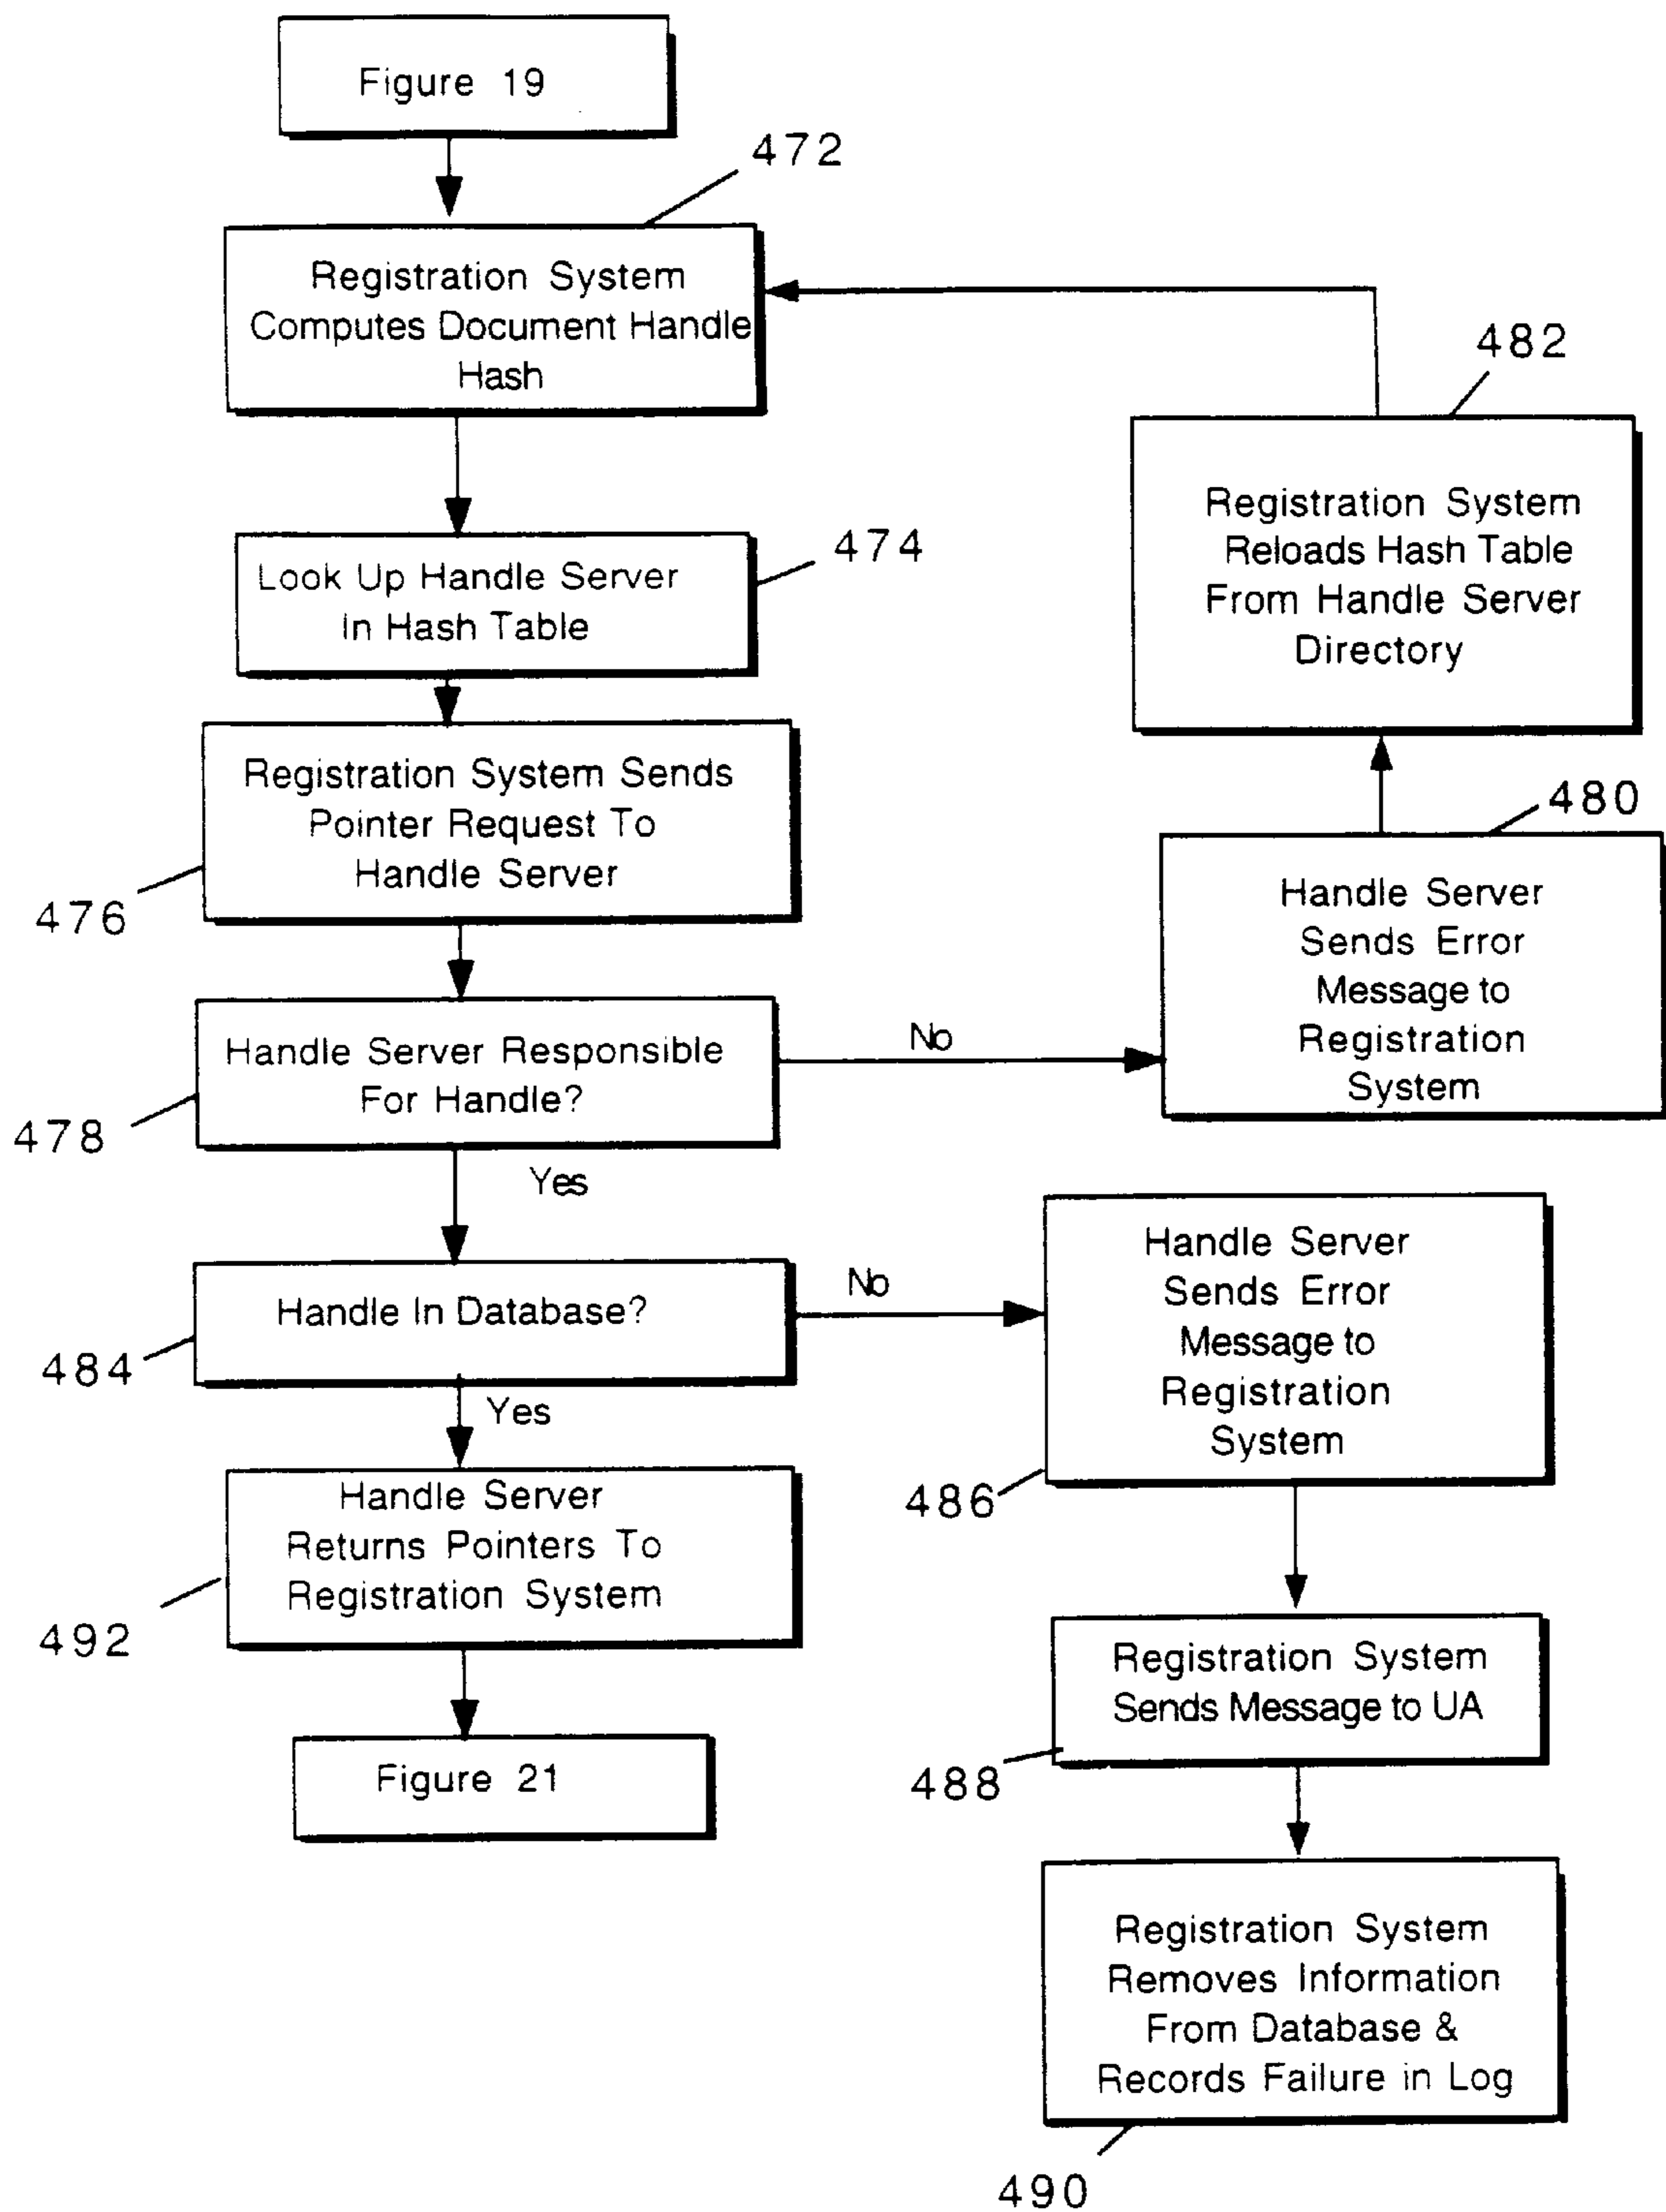 Figure 19
472
Registration System
Computes Document Handle
Hash
482
Registration System
Reloads Hash Table
From Handle Server
Directory
474
Look Up Handle Server
In Hash Table
Registration System Sends
Pointer Request To
Handle Server
476
480
Handle Server
Sends Error
Message to
Registration
System
Handle Server Responsible
For Handle?
478
No
Yes
Handle In Database?
484
No
Yes
Handle Server
Sends Error
Message to
Registration
System
486
Handle Server
Returns Pointers To
Registration System
492
Registration System
Sends Message to UA
488
Figure 21
Registration System
Removes Information
From Database &
Records Failure in Log
490